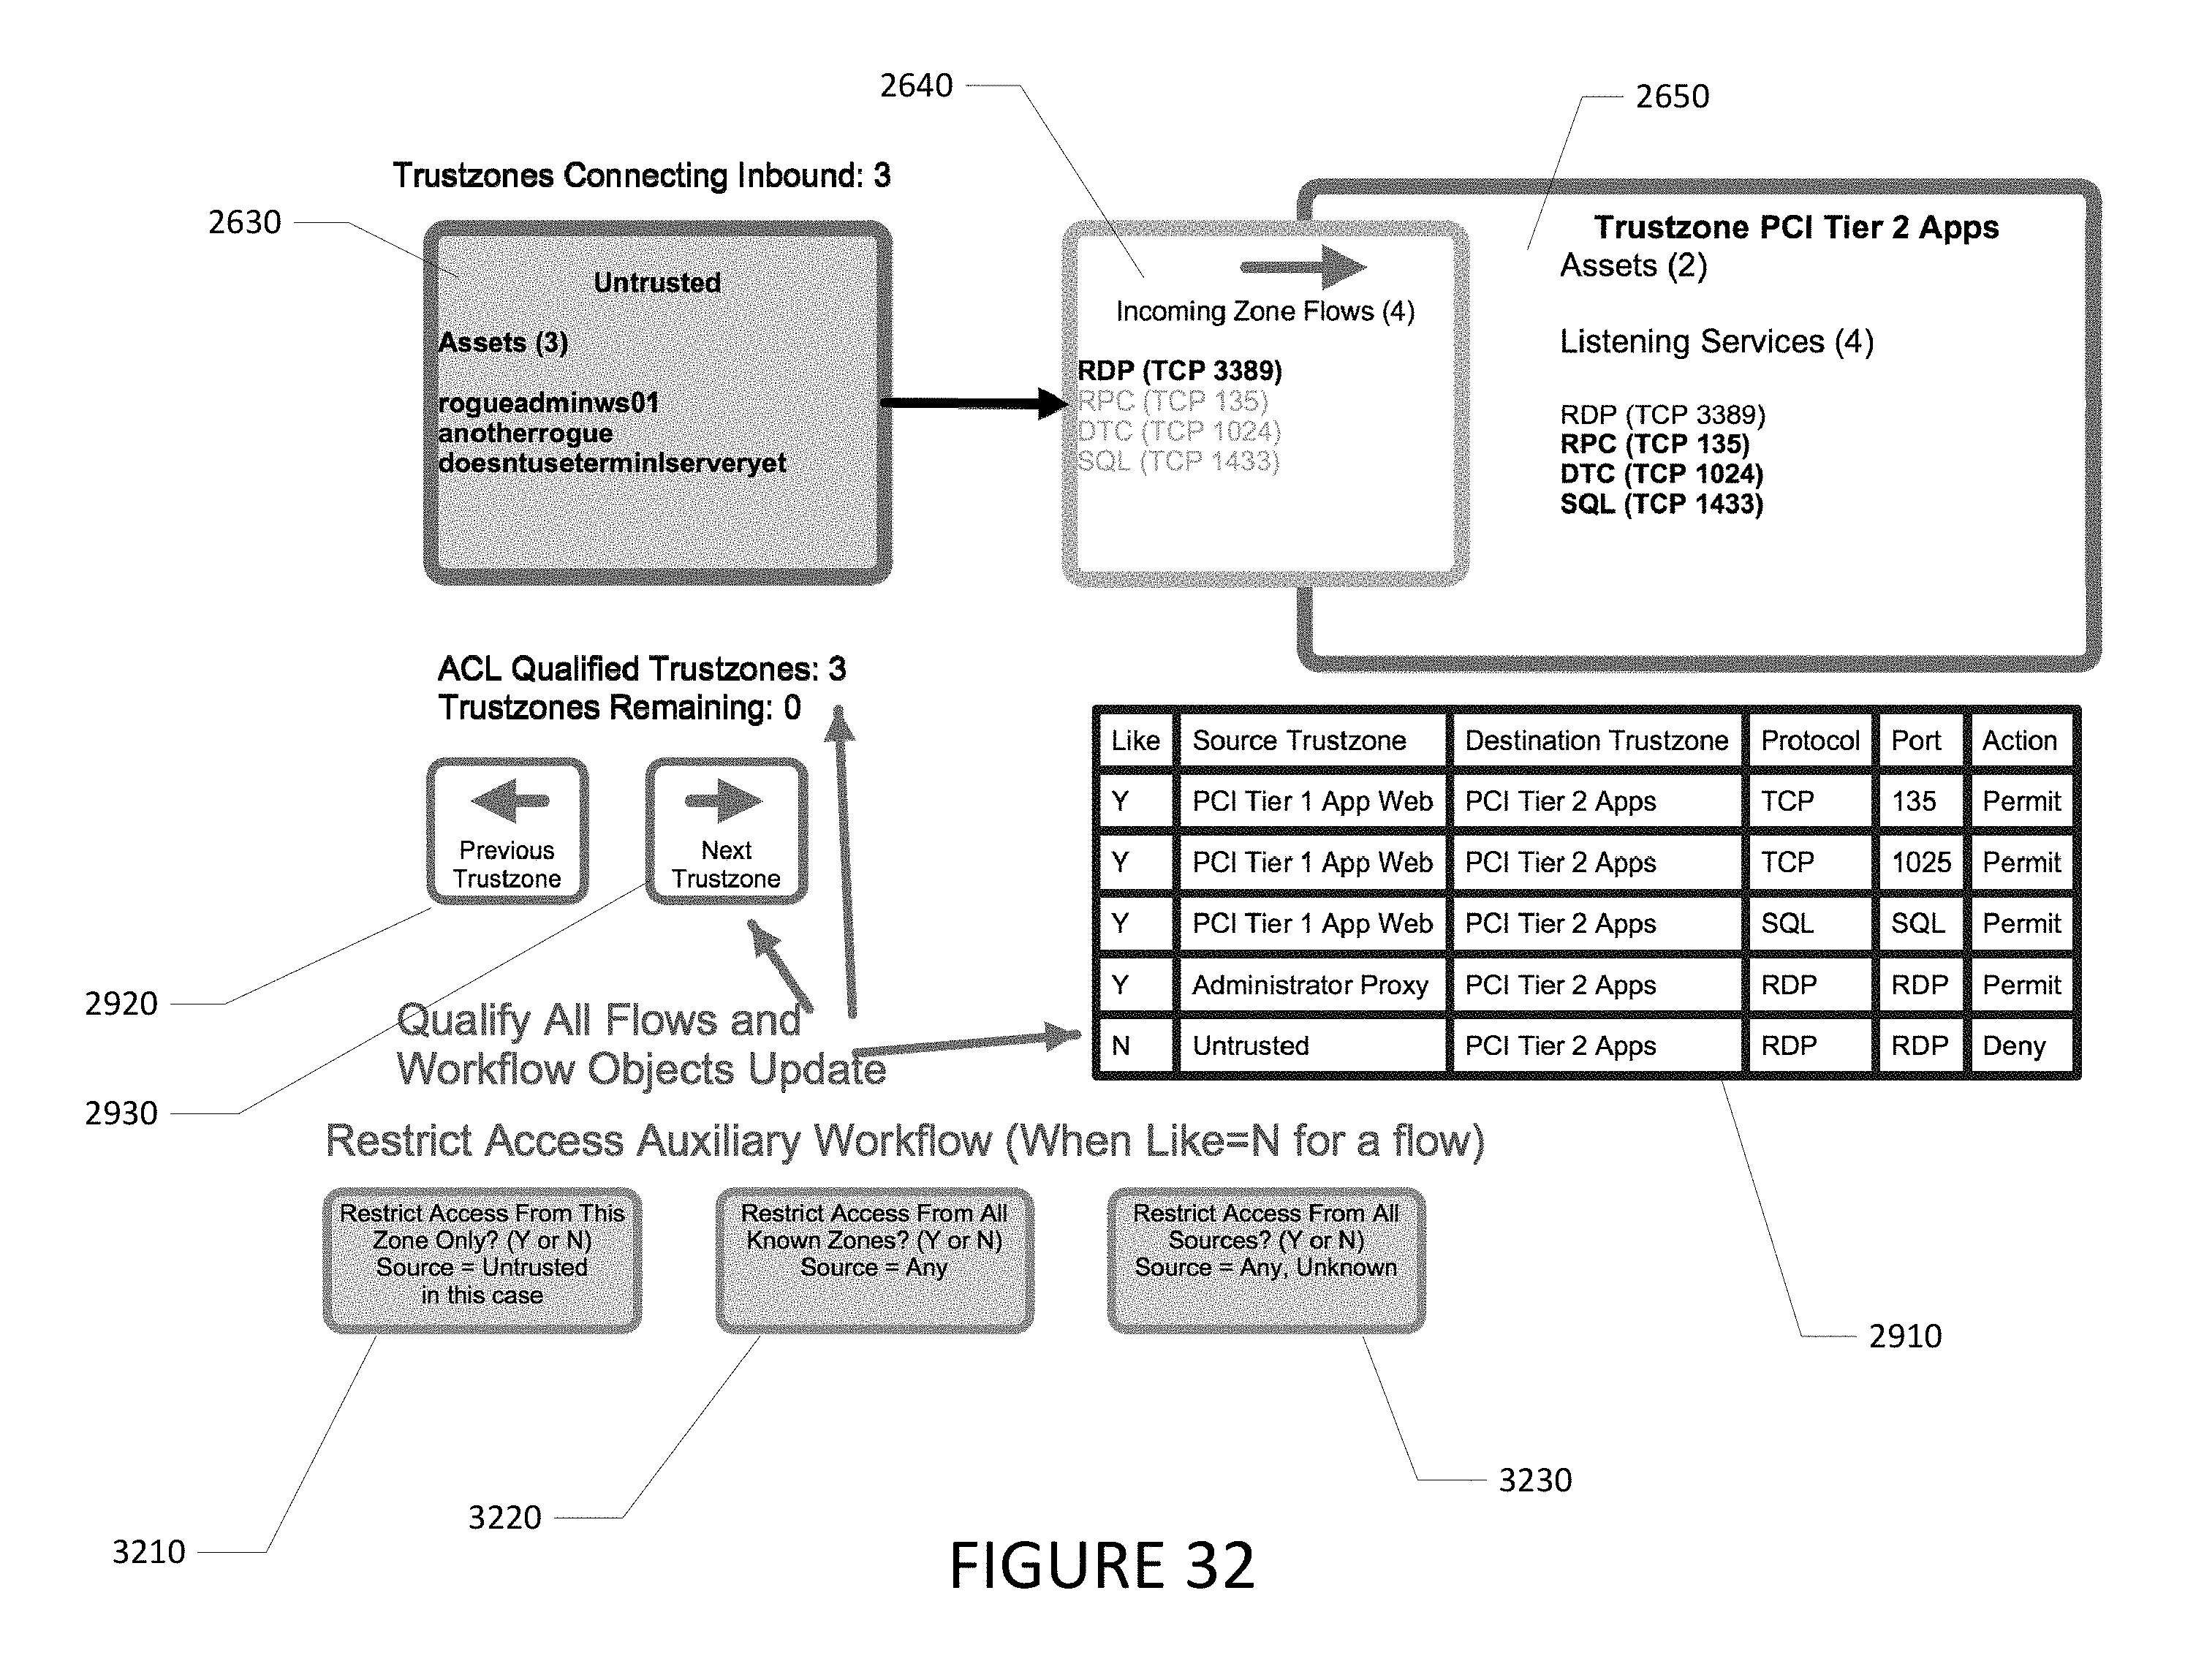 2640
2650
Trustzones Connecting Inbound: 3
2630
Untrusted
Assets (3)
rogueadminws01
anotherrogue
doesntuseterminlserveryet
Incoming Zone Flows (4)
RDP (TCP 3389)
RPC (TCP 135)
DTC (TCP 1024)
SQL (TCP 1433)
Trustzone PCI Tier 2 Apps
Assets (2)
Listening Services (4)
RDP (TCP 3389)
RPC (TCP 135)
DTC (TCP 1024)
SQL (TCP 1433)
ACL Qualified Trustzones: 3
Trustzones Remaining: 0
Previous
Trustzone
Next
Trustzone
2920
2930
Qualify All Flows and
Workflow Objects Update
Like Source Trustzone Destination Trustzone Protocol Port Action
Y PCI Tier 1 App Web PCI Tier 2 Apps TCP 135 Permit
Y PCI Tier 1 App Web PCI Tier 2 Apps TCP 1025 Permit
Y PCI Tier 1 App Web PCI Tier 2 Apps SQL SQL Permit
Y Administrator Proxy PCI Tier 2 Apps RDP RDP Permit
N Untrusted PCI Tier 2 Apps RDP RDP Deny
Restrict Access Auxiliary Workflow (When Like=N for a flow)
Restrict Access From This
Zone Only? (Y or N)
Source = Untrusted
in this case
Restrict Access From All
Known Zones? (Y or N)
Source = Any
Restrict Access From All
Sources? (Y or N)
Source = Any, Unknown
2910
3230
3220
3210
FIGURE 32